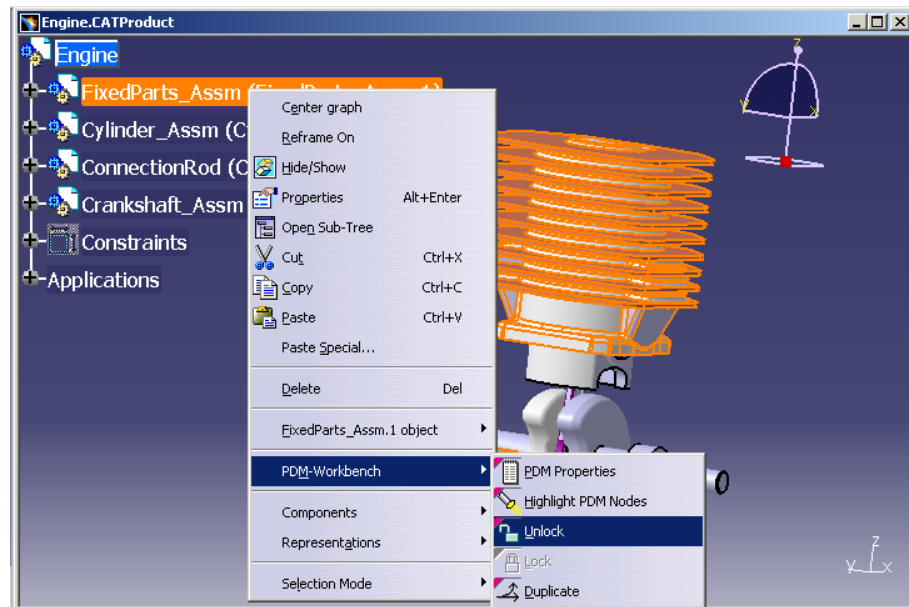 Engine.CATProduct
Engine
FixedParts_Assm
Cylinder_Assm (C
ConnectionRod (C
Crankshaft_Assm
Constraints
Applications
Center graph
Reframe On
Hide/Show
Properties Alt+Enter
Open Sub-Tree
Cut Ctrl+X
Copy Ctrl+C
Paste Ctrl+V
Paste Special...
Delete Del
FixedParts_Assm.1 object
PDM-Workbench
Components
Representations
Selection Mode
PDM Properties
Highlight PDM Nodes
Unlock
Lock
Duplicate
z
y
x
z
y x